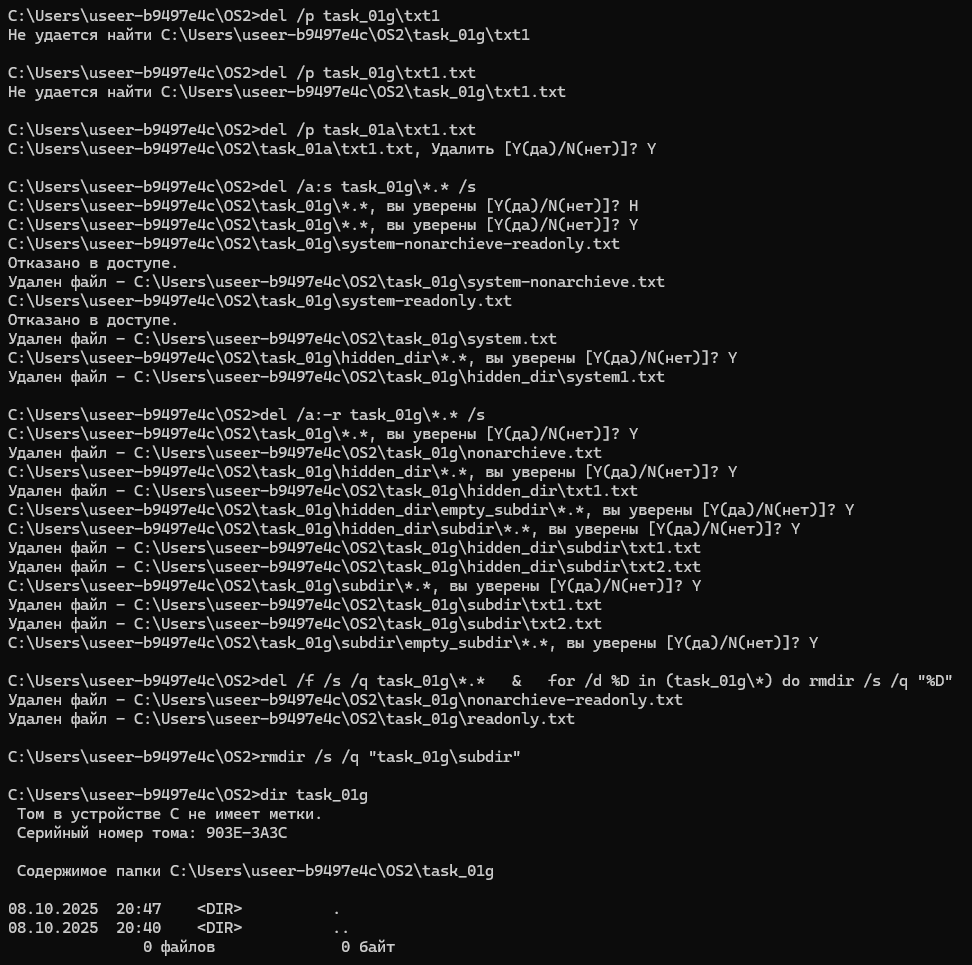 C:\Users\useer-b9497e4c\OS2>del /p task_01g\txt1
Не удается найти C:\Users\useer-b9497e4c\OS2\task_01g\txt1
C:\Users\useer-b9497e4c\OS2>del /p task_01g\txt1.txt
Не удается найти C:\Users\useer-b9497e4c\OS2\task_01g\txt1.txt
C:\Users\useer-b9497e4c\OS2>del /p task_01a\txt1.txt
C:\Users\useer-b9497e4c\OS2\task_01a\txt1.txt, Удалить [Y(да)/N(нет)]? Y
C:\Users\useer-b9497e4c\OS2>del /a:s task_01g\*.* /s
C:\Users\useer-b9497e4c\OS2\task_01g\*.*, вы уверены [Y(да)/N(нет)]? Н
C:\Users\useer-b9497e4c\OS2\task_01g\*.*, вы уверены [Y(да)/N(нет)]? Y
C:\Users\useer-b9497e4c\OS2\task_01g\system-nonarchieve-readonly.txt
Отказано в доступе.
Удален файл - C:\Users\useer-b9497e4c\OS2\task_01g\system-nonarchieve.txt
C:\Users\useer-b9497e4c\OS2\task_01g\system-readonly.txt
Отказано в доступе.
Удален файл - C:\Users\useer-b9497e4c\OS2\task_01g\system.txt
C:\Users\useer-b9497e4c\OS2\task_01g\hidden_dir\*.*, вы уверены [Y(да)/N(нет)]? Y
Удален файл - C:\Users\useer-b9497e4c\OS2\task_01g\hidden_dir\system1.txt
C:\Users\useer-b9497e4c\OS2>del /a:-r task_01g\*.* /s
C:\Users\useer-b9497e4c\OS2\task_01g\*.*, вы уверены [Y(да)/N(нет)]? Y
Удален файл - C:\Users\useer-b9497e4c\OS2\task_01g\nonarchieve.txt
C:\Users\useer-b9497e4c\OS2\task_01g\hidden_dir\*.*, вы уверены [Y(да)/N(нет)]? Y
Удален файл - C:\Users\useer-b9497e4c\OS2\task_01g\hidden_dir\txt1.txt
C:\Users\useer-b9497e4c\OS2\task_01g\hidden_dir\empty_subdir\*.*, вы уверены [Y(да)/N(нет)]? Y
C:\Users\useer-b9497e4c\OS2\task_01g\hidden_dir\subdir\*.*, вы уверены [Y(да)/N(нет)]? Y
Удален файл - C:\Users\useer-b9497e4c\OS2\task_01g\hidden_dir\subdir\txt1.txt
Удален файл - C:\Users\useer-b9497e4c\OS2\task_01g\hidden_dir\subdir\txt2.txt
C:\Users\useer-b9497e4c\OS2\task_01g\subdir\*.*, вы уверены [Y(да)/N(нет)]? Y
Удален файл - C:\Users\useer-b9497e4c\OS2\task_01g\subdir\txt1.txt
Удален файл - C:\Users\useer-b9497e4c\OS2\task_01g\subdir\txt2.txt
C:\Users\useer-b9497e4c\OS2\task_01g\subdir\empty_subdir\*.*, вы уверены [Y(да)/N(нет)]? Y
C:\Users\useer-b9497e4c\OS2>del /f /s /q task_01g\*.*   &   for /d %D in (task_01g\*) do rmdir /s /q "%D"
Удален файл - C:\Users\useer-b9497e4c\OS2\task_01g\nonarchieve-readonly.txt
Удален файл - C:\Users\useer-b9497e4c\OS2\task_01g\readonly.txt
C:\Users\useer-b9497e4c\OS2>rmdir /s /q "task_01g\subdir"
C:\Users\useer-b9497e4c\OS2>dir task_01g
Том в устройстве C не имеет метки.
Серийный номер тома: 903E-3A3C
Содержимое папки C:\Users\useer-b9497e4c\OS2\task_01g
08.10.2025  20:47    <DIR>          .
08.10.2025  20:40    <DIR>          ..
0 файлов              0 байт